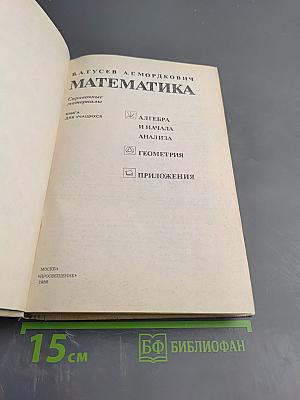 В.А.ГУСЕВ А.Г.МОРДКОВИЧ
МАТЕМАТИКА
Справочные
материалы
КНИГА
ДЛЯ УЧАЩИХСЯ
АЛГЕБРА
И НАЧАЛА
АНАЛИЗА
ГЕОМЕТРИЯ
ПРИЛОЖЕНИЯ
МОСКВА
«ПРОСВЕЩЕНИЕ»
1988
15 см
БФ БИБЛИОФАН